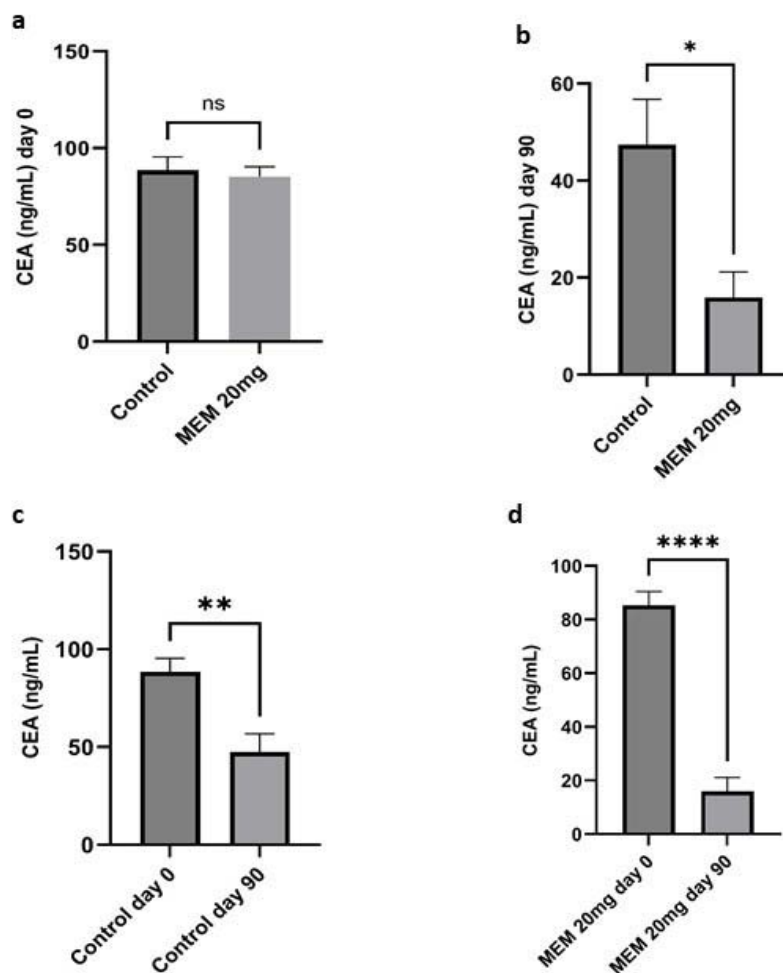 a
CEA (ng/mL) day 0
150
100
50
0
ns
Control
MEM 20mg
b
CEA (ng/mL) day 90
60
40
20
0
*
Control
MEM 20mg
c
CEA (ng/mL)
150
100
50
0
**
Control day 0
Control day 90
d
CEA (ng/mL)
100
80
60
40
20
0
****
MEM 20mg day 0
MEM 20mg day 90